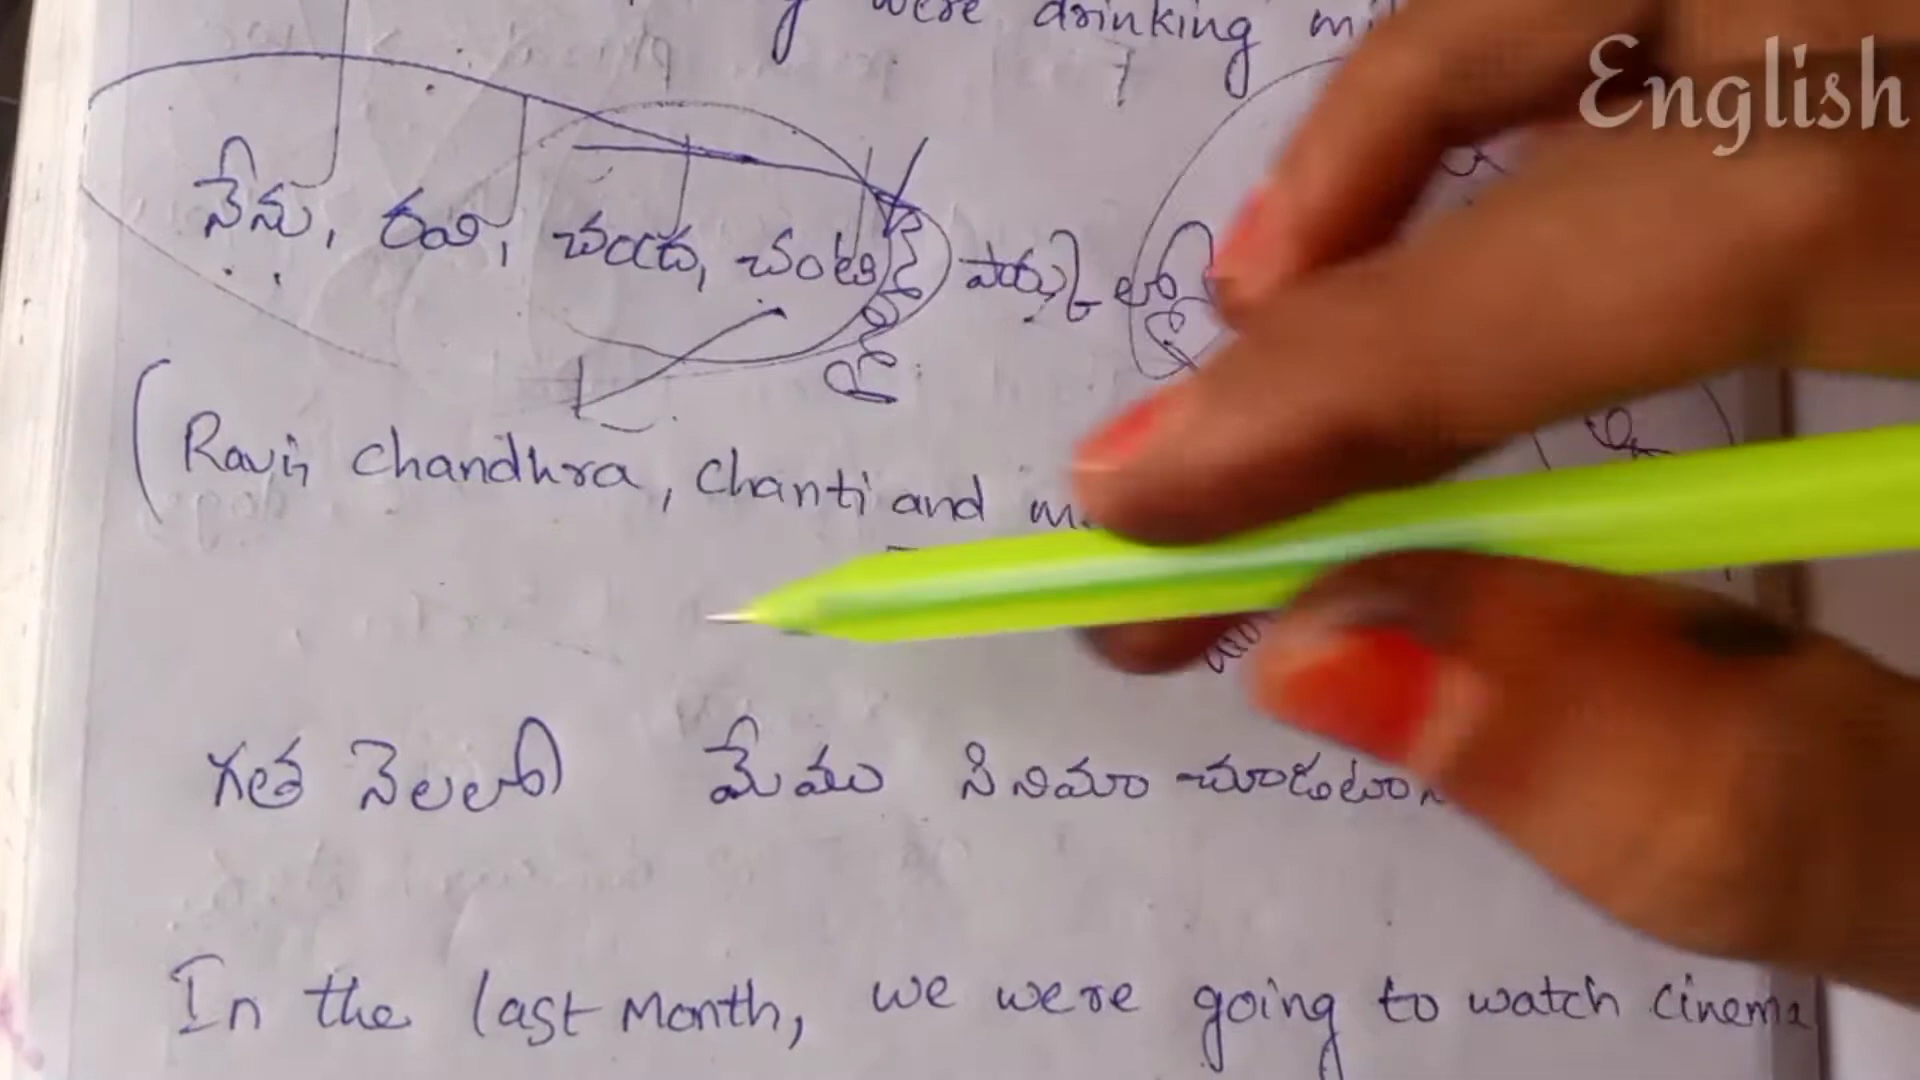 were drinking
English
నేను, రవి, చంద్ర, చంటి పార్కు
Ravi, Chandhra, Chanti and
గత నెలలో మేము సినిమా
In the last Month, we were going to watch cinema